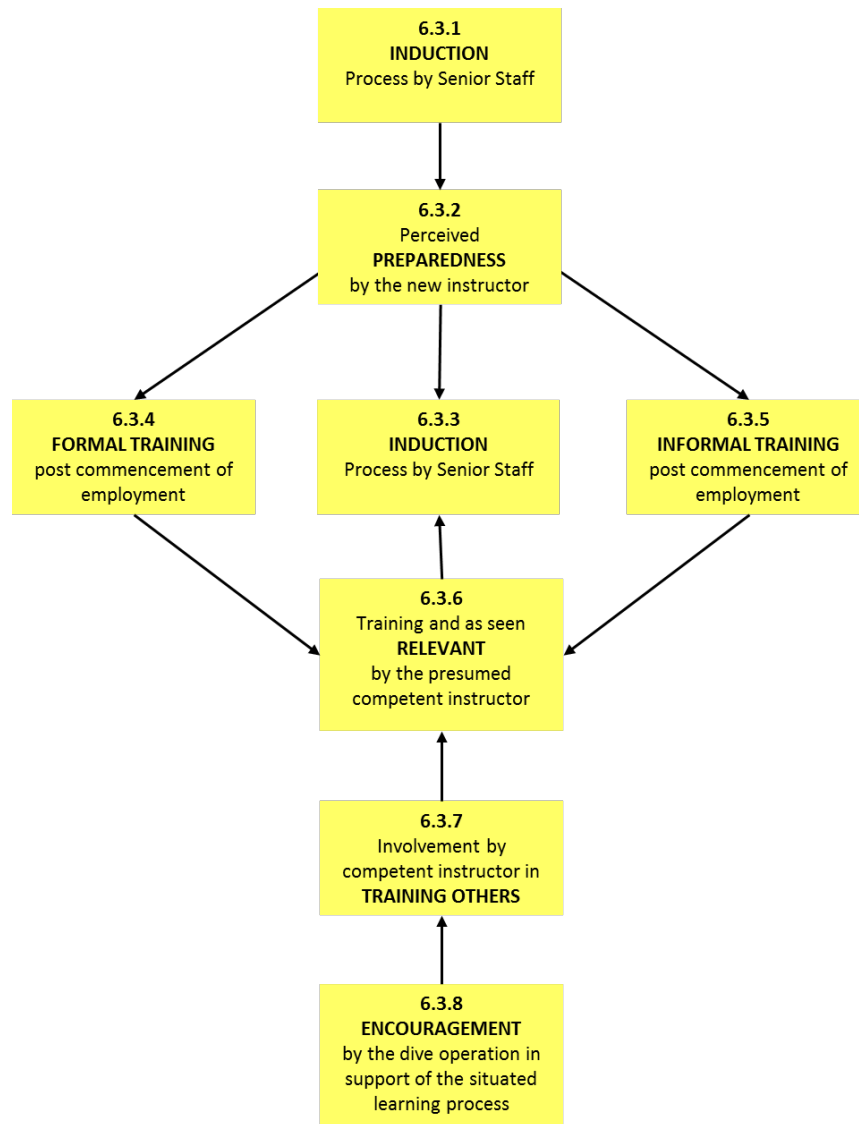 6.3.1
INDUCTION
Process by Senior Staff
6.3.2
Perceived
PREPAREDNESS
by the new instructor
6.3.4
FORMAL TRAINING
post commencement of
employment
6.3.3
INDUCTION
Process by Senior Staff
6.3.5
INFORMAL TRAINING
post commencement of
employment
6.3.6
Training and as seen
RELEVANT
by the presumed
competent instructor
6.3.7
Involvement by
competent instructor in
TRAINING OTHERS
6.3.8
ENCOURAGEMENT
by the dive operation in
support of the situated
learning process